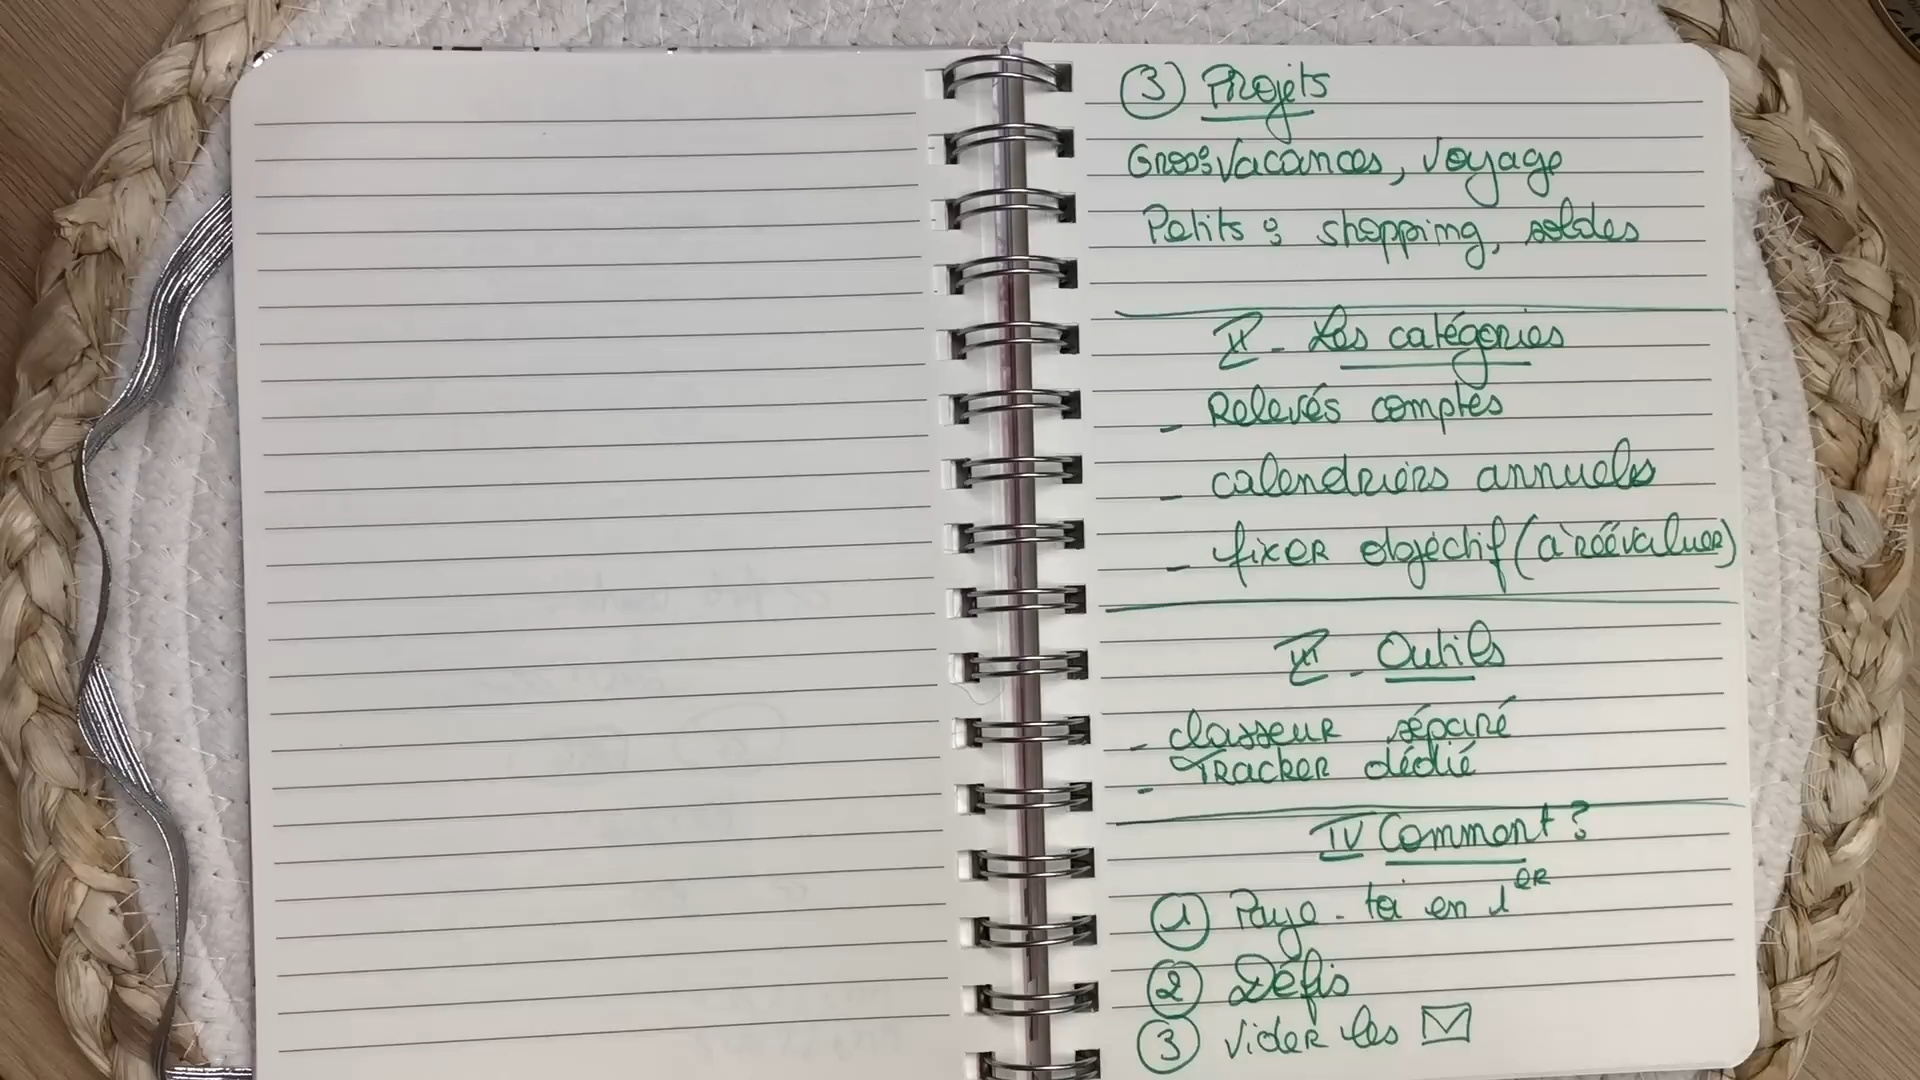 ③ Projets
Gros: Vacances, voyage
Petits : shopping, soldes
II - Les catégories
- Relevés comptes
- calendriers annuels
- fixer objéctif (à réévaluer)
III - Outils
- classeur séparé
- Tracker dédié
IV Comment ?
① Paye-toi en 1er
② Défis
③ vider les